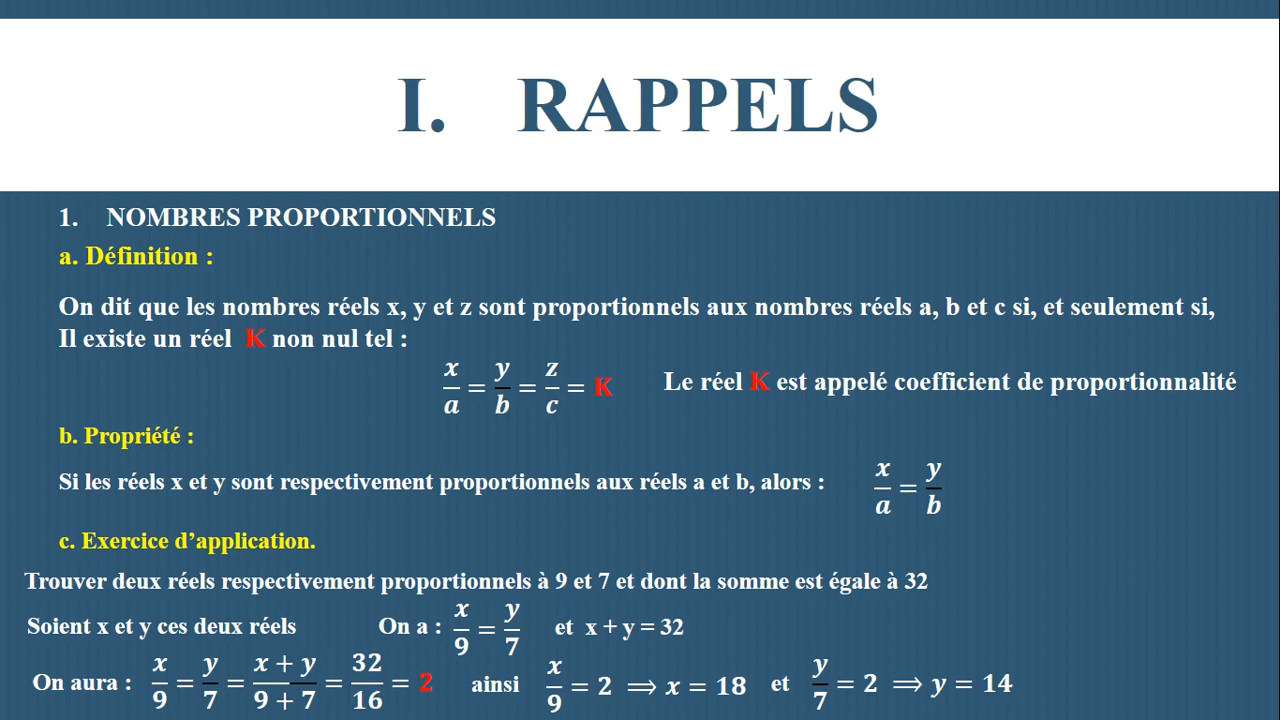 I. RAPPELS
1. NOMBRES PROPORTIONNELS
a. Définition :
On dit que les nombres réels x, y et z sont proportionnels aux nombres réels a, b et c si, et seulement si,
Il existe un réel K non nul tel :
x/a = y/b = z/c = K Le réel K est appelé coefficient de proportionnalité
b. Propriété :
Si les réels x et y sont respectivement proportionnels aux réels a et b, alors : x/a = y/b
c. Exercice d’application.
Trouver deux réels respectivement proportionnels à 9 et 7 et dont la somme est égale à 32
Soient x et y ces deux réels On a : x/9 = y/7 et x + y = 32
On aura : x/9 = y/7 = (x + y)/(9 + 7) = 32/16 = 2 ainsi x/9 = 2 ⟹ x = 18 et y/7 = 2 ⟹ y = 14